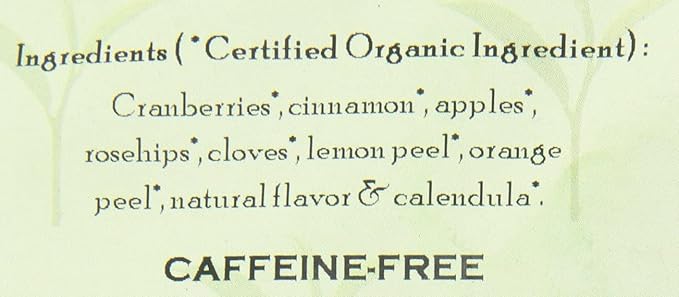 Ingredients (*Certified Organic Ingredient):
Cranberries*, cinnamon*, apples*,
rosehips*, cloves*, lemon peel*, orange
peel*, natural flavor & calendula*.
CAFFEINE-FREE